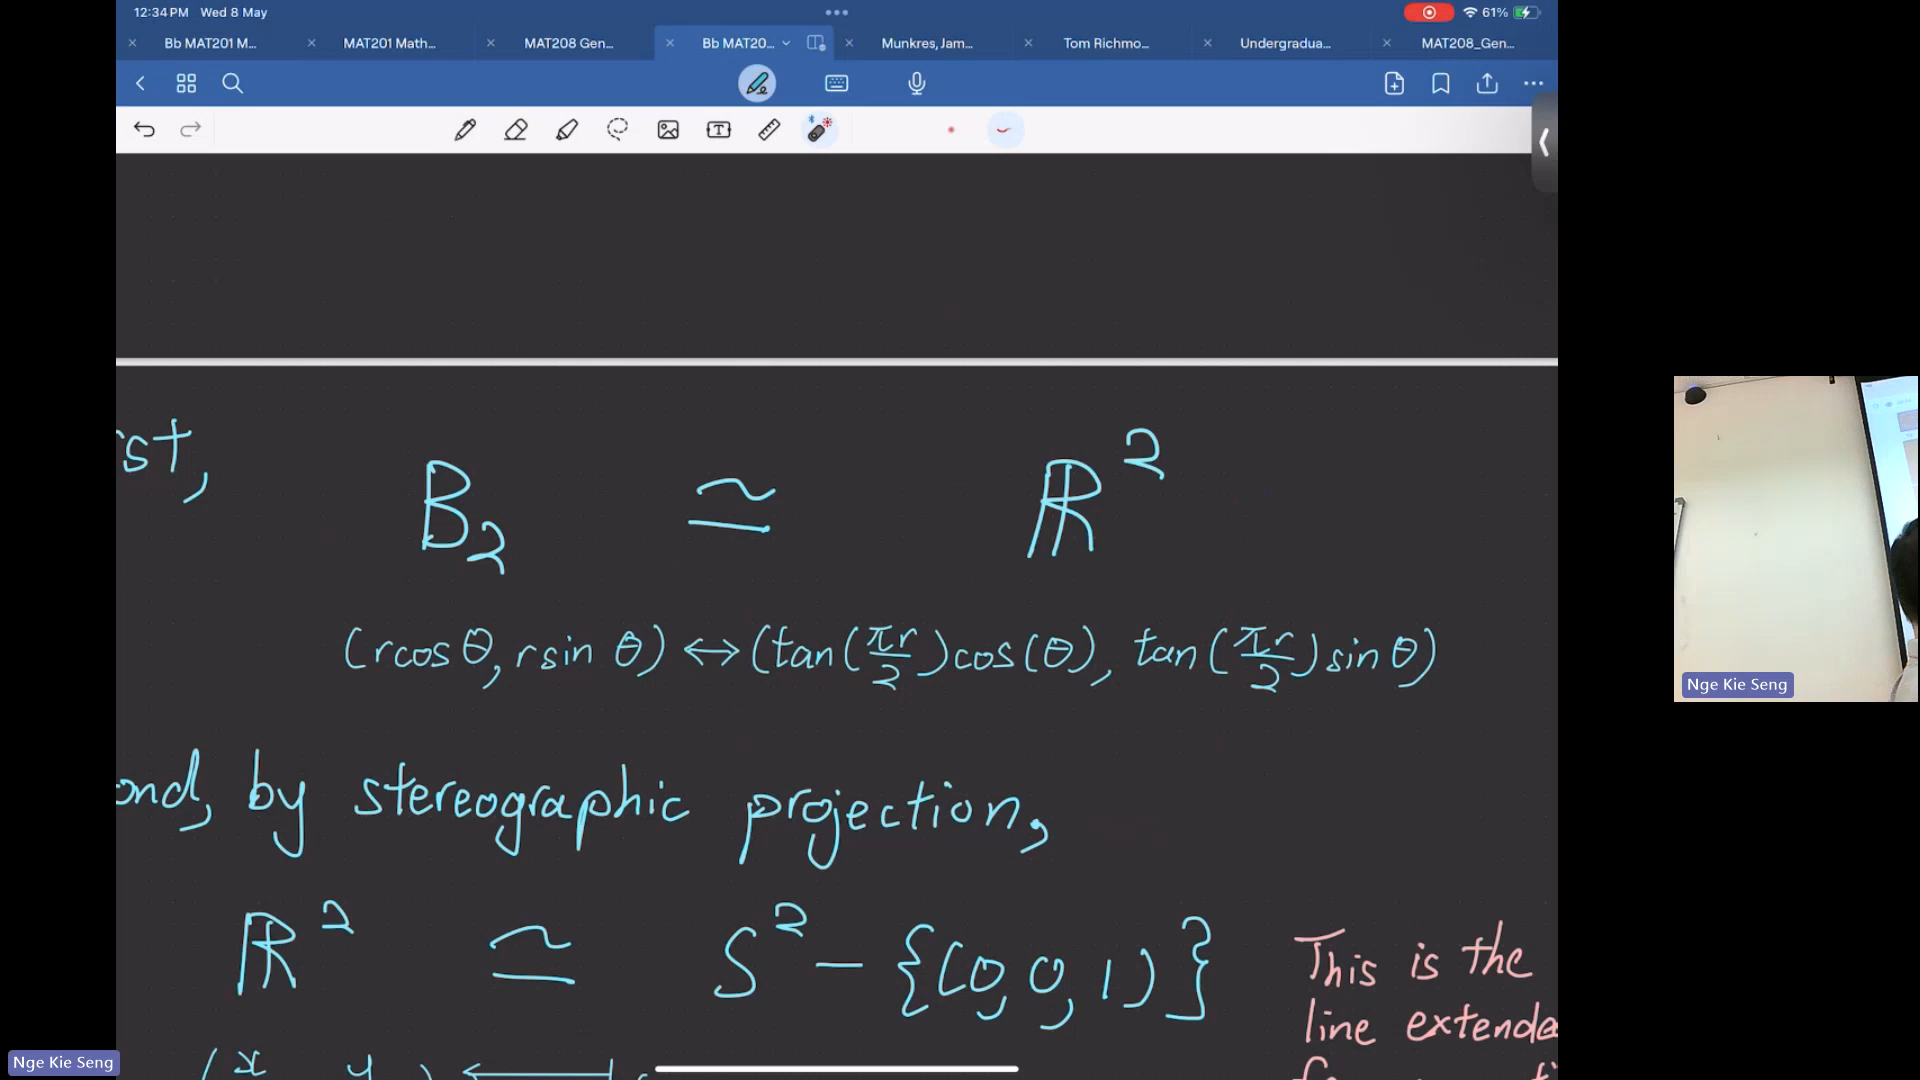 12:34 PM Wed 8 May
61%
Bb MAT201 M...
MAT201 Math...
MAT208 Gen...
Bb MAT20...
Munkres, Jam...
Tom Richmo...
Undergradua...
MAT208_Gen...
st,
B₂ ≃ ℝ²
(rcosθ, rsin θ) ↔ (tan(πr/2)cos(θ), tan(πr/2)sin θ)
ond, by stereographic projection,
ℝ² ≃ S² − {(0, 0, 1)}
This is the
line extende
Nge Kie Seng
Nge Kie Seng